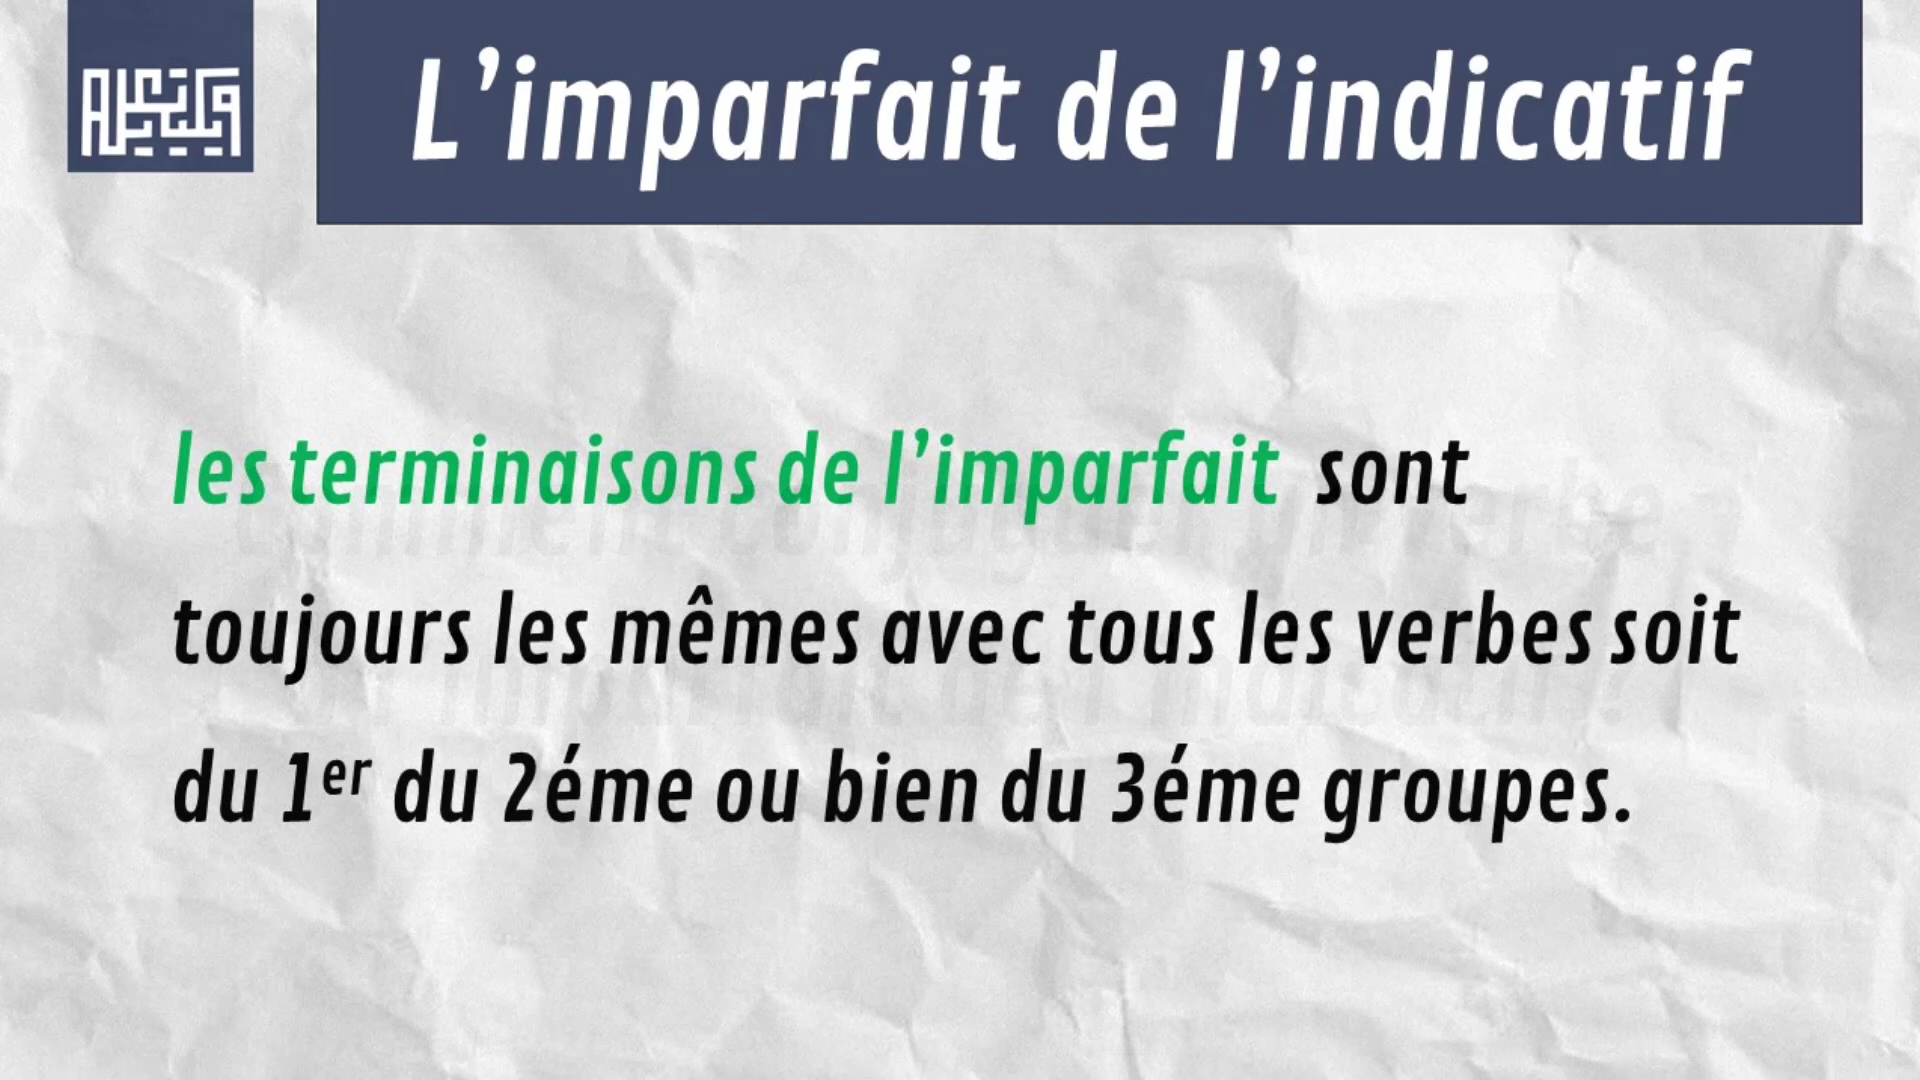 L’imparfait de l’indicatif
les terminaisons de l’imparfait sont
toujours les mêmes avec tous les verbes soit
du 1er du 2éme ou bien du 3éme groupes.